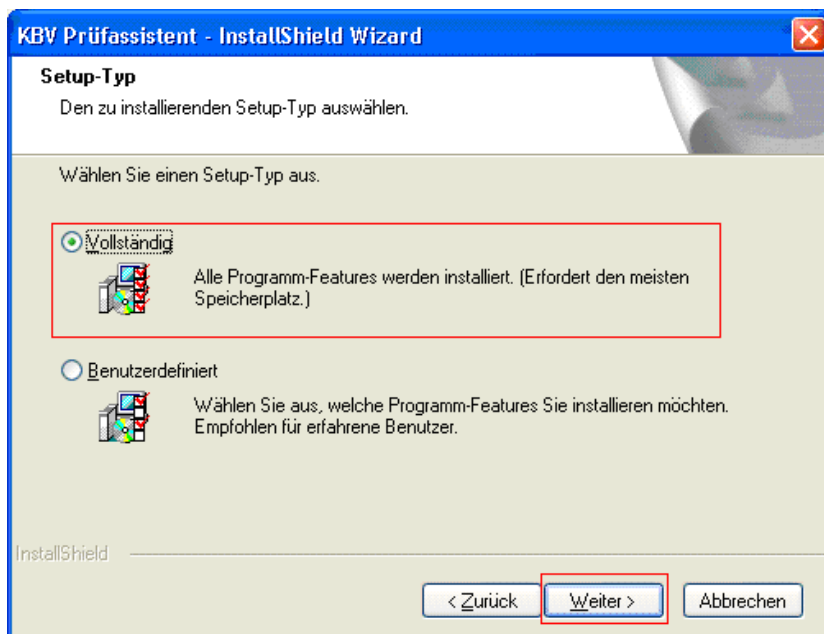 KBV Prüfassistent - InstallShield Wizard
Setup-Typ
Den zu installierenden Setup-Typ auswählen.
Wählen Sie einen Setup-Typ aus.
Vollständig
Alle Programm-Features werden installiert. (Erfordert den meisten
Speicherplatz.)
Benutzerdefiniert
Wählen Sie aus, welche Programm-Features Sie installieren möchten.
Empfohlen für erfahrene Benutzer.
InstallShield
< Zurück
Weiter >
Abbrechen